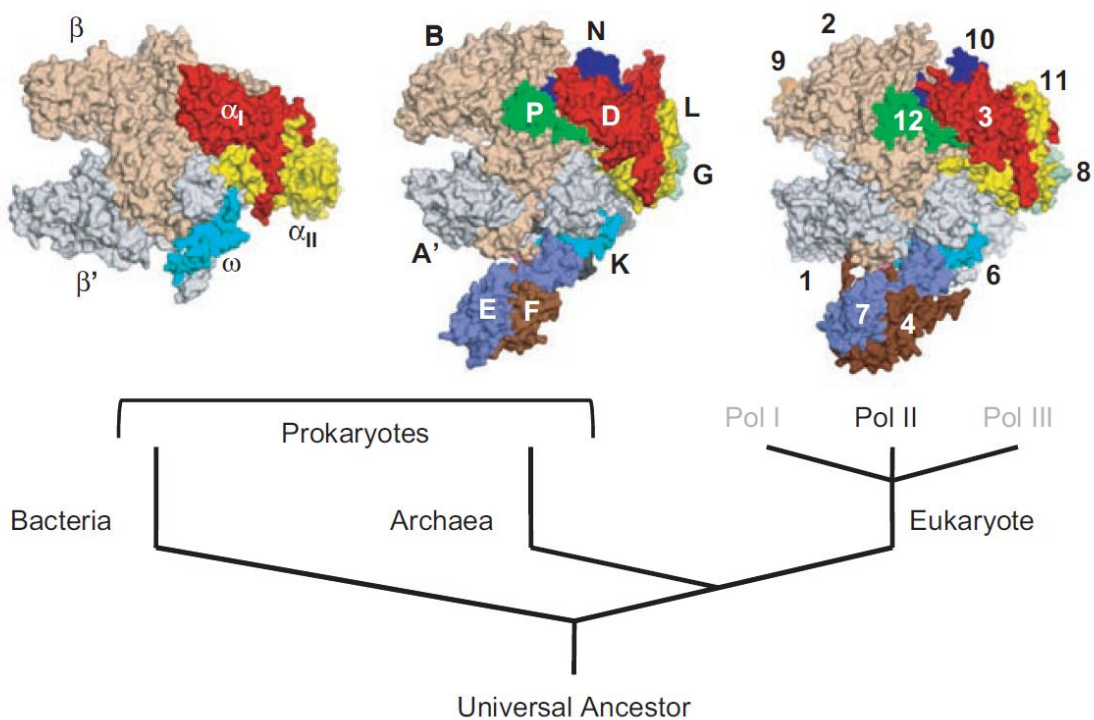 β
αI
αII
β'
ω
B
N
P
D
L
G
A'
K
E
F
2
10
9
11
12
3
8
1
6
7
4
Prokaryotes
Pol I
Pol II
Pol III
Bacteria
Archaea
Eukaryote
Universal Ancestor